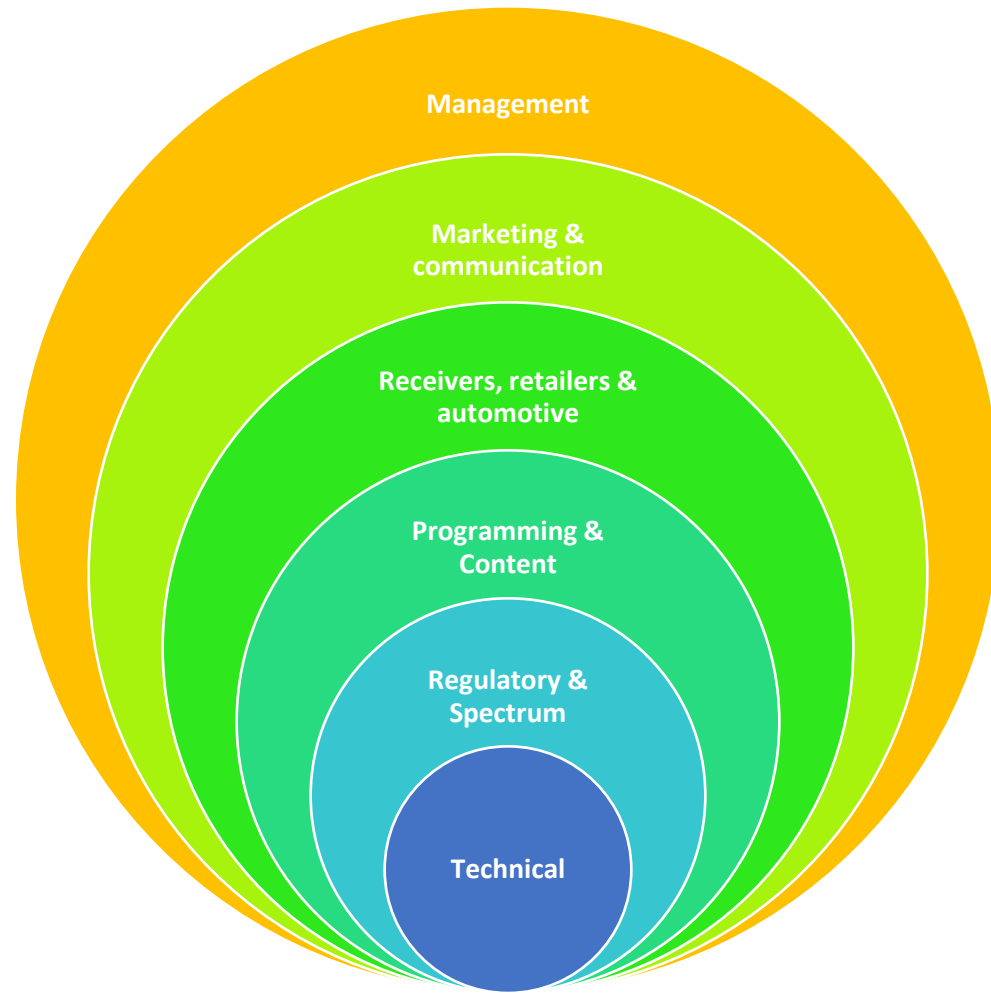 Management
Marketing &
communication
Receivers, retailers &
automotive
Programming &
Content
Regulatory &
Spectrum
Technical